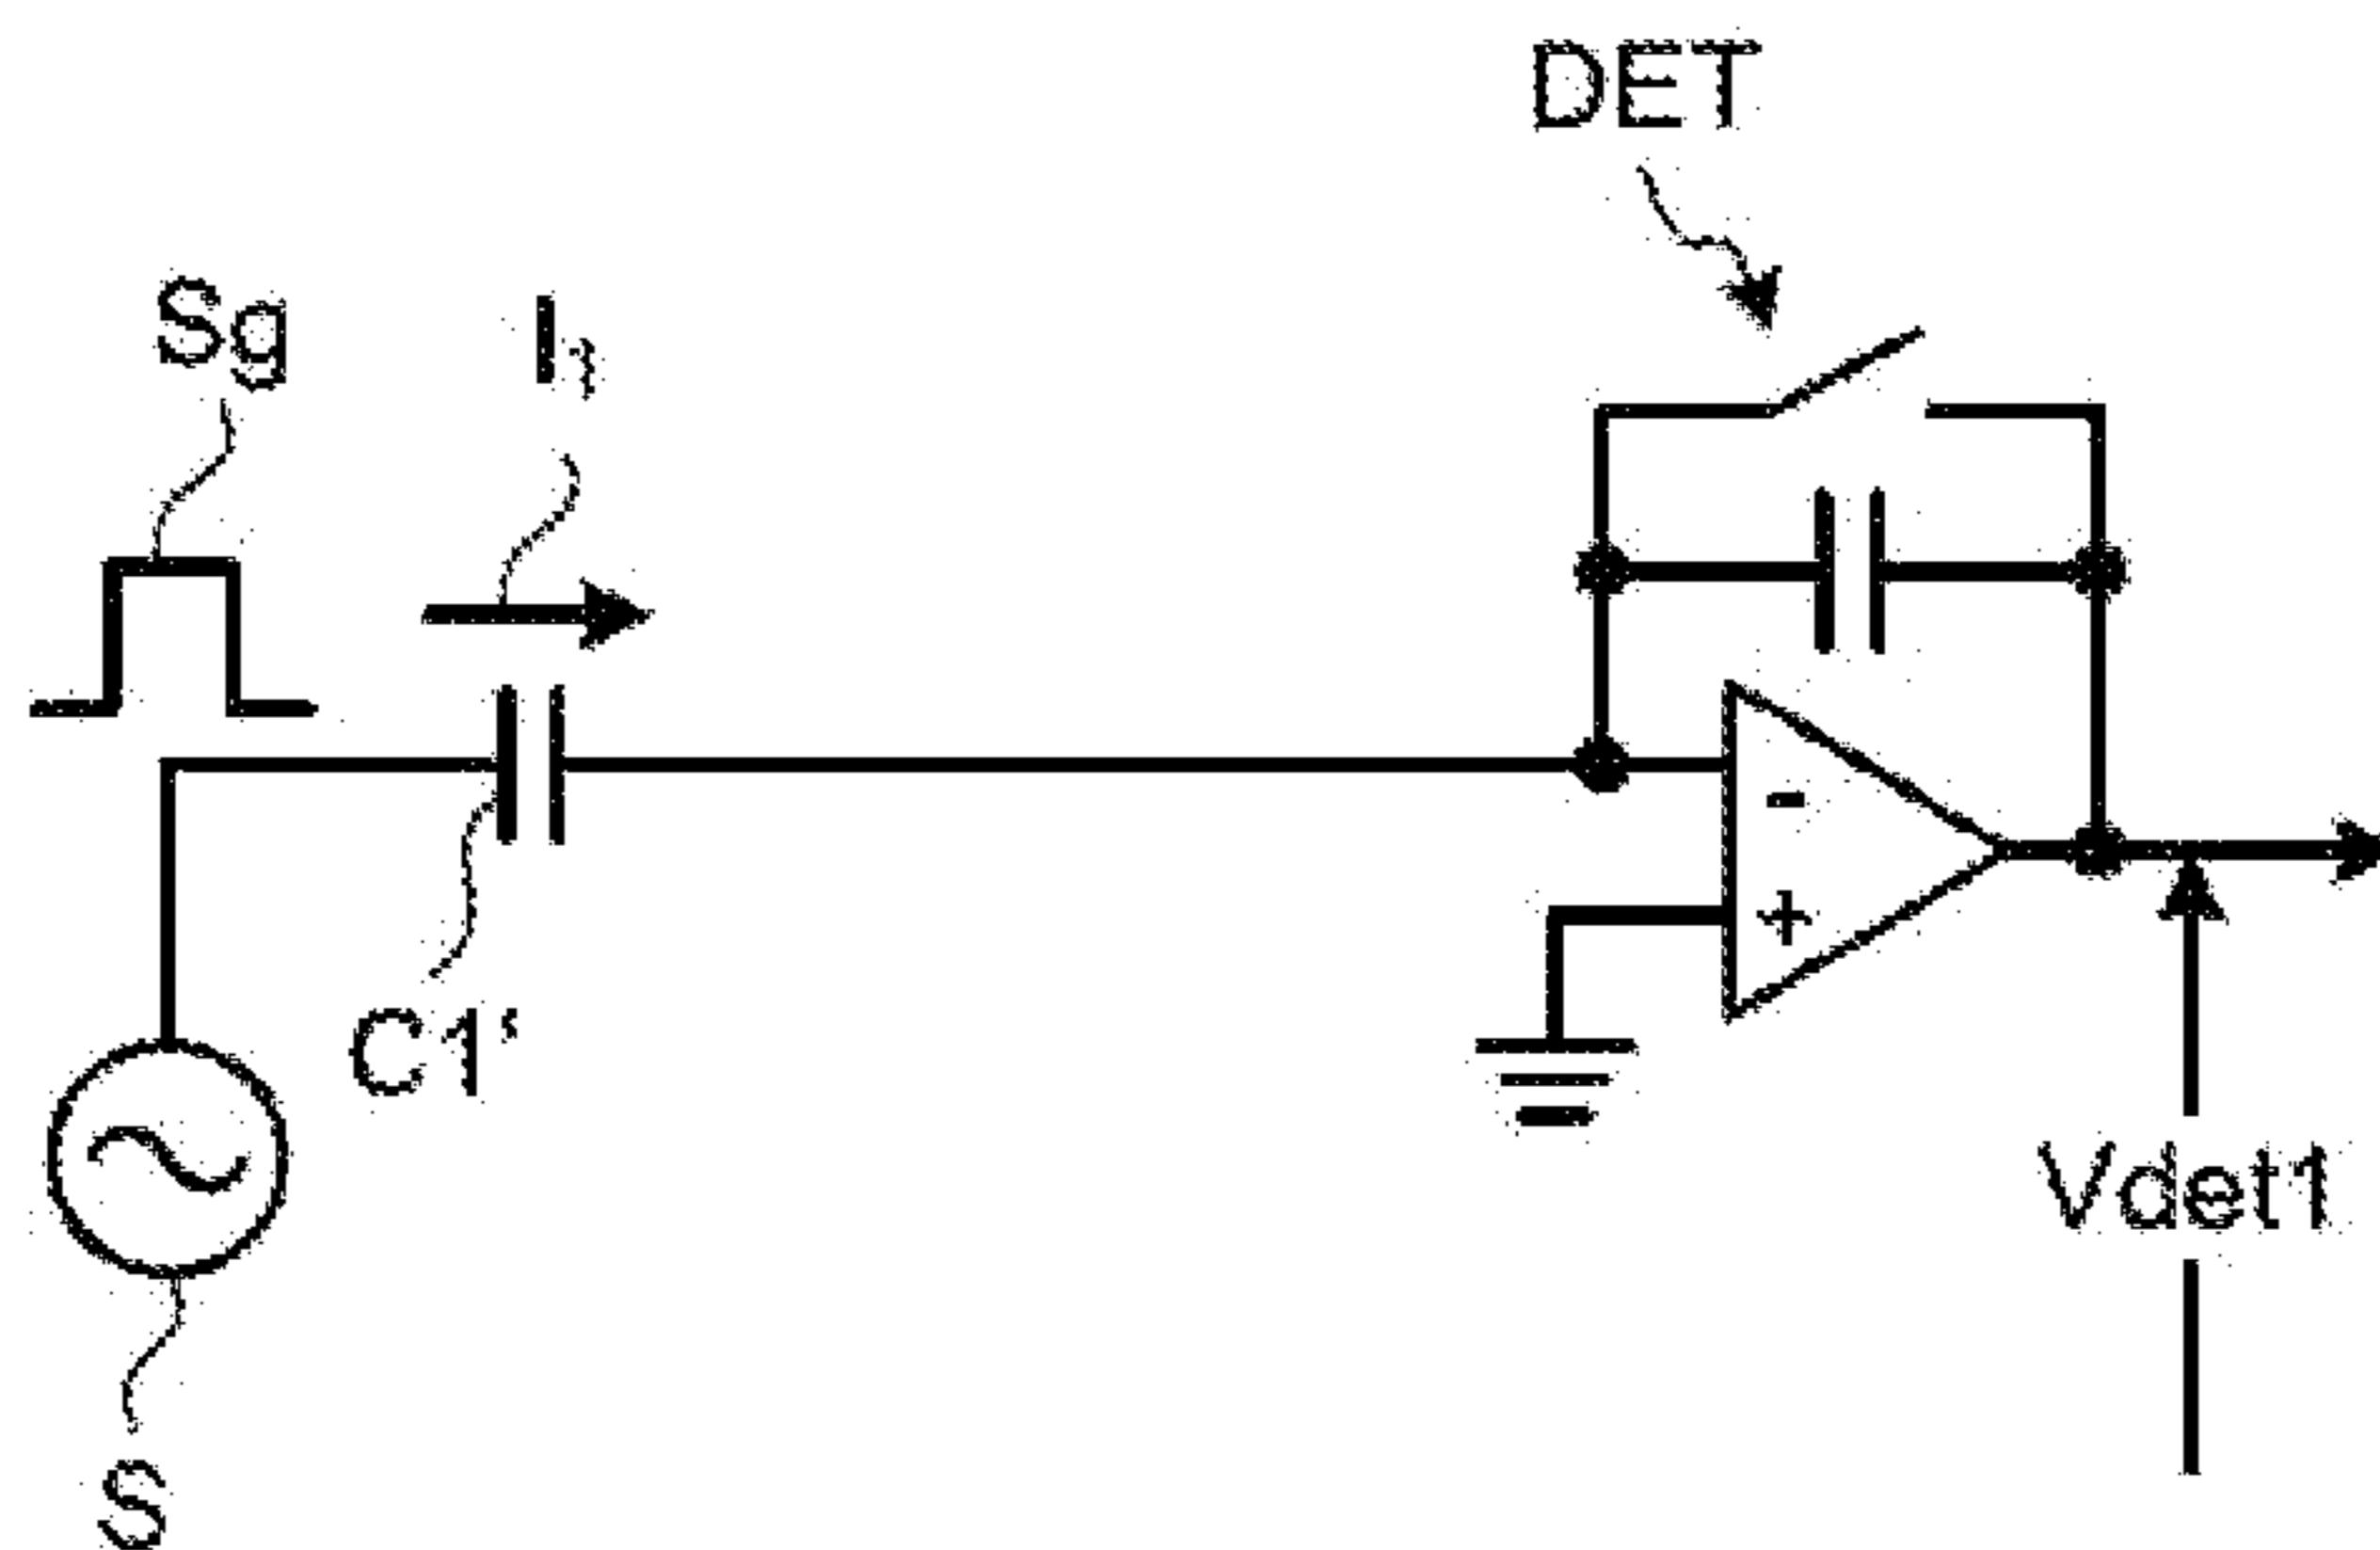 DET
Sg
I₁
-
+
C1'
Vdet1
S